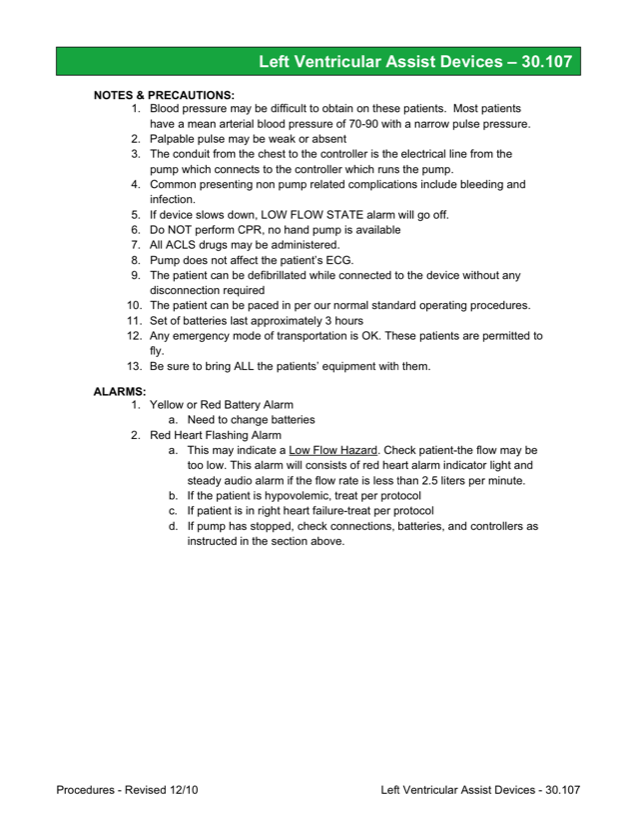 Left Ventricular Assist Devices – 30.107
NOTES & PRECAUTIONS:
1. Blood pressure may be difficult to obtain on these patients. Most patients
have a mean arterial blood pressure of 70-90 with a narrow pulse pressure.
2. Palpable pulse may be weak or absent
3. The conduit from the chest to the controller is the electrical line from the
pump which connects to the controller which runs the pump.
4. Common presenting non pump related complications include bleeding and
infection.
5. If device slows down, LOW FLOW STATE alarm will go off.
6. Do NOT perform CPR, no hand pump is available
7. All ACLS drugs may be administered.
8. Pump does not affect the patient's ECG.
9. The patient can be defibrillated while connected to the device without any
disconnection required
10. The patient can be paced in per our normal standard operating procedures.
11. Set of batteries last approximately 3 hours
12. Any emergency mode of transportation is OK. These patients are permitted to
fly.
13. Be sure to bring ALL the patients' equipment with them.
ALARMS:
1. Yellow or Red Battery Alarm
a. Need to change batteries
2. Red Heart Flashing Alarm
a. This may indicate a Low Flow Hazard. Check patient-the flow may be
too low. This alarm will consists of red heart alarm indicator light and
steady audio alarm if the flow rate is less than 2.5 liters per minute.
b. If the patient is hypovolemic, treat per protocol
c. If patient is in right heart failure-treat per protocol
d. If pump has stopped, check connections, batteries, and controllers as
instructed in the section above.
Procedures - Revised 12/10
Left Ventricular Assist Devices - 30.107